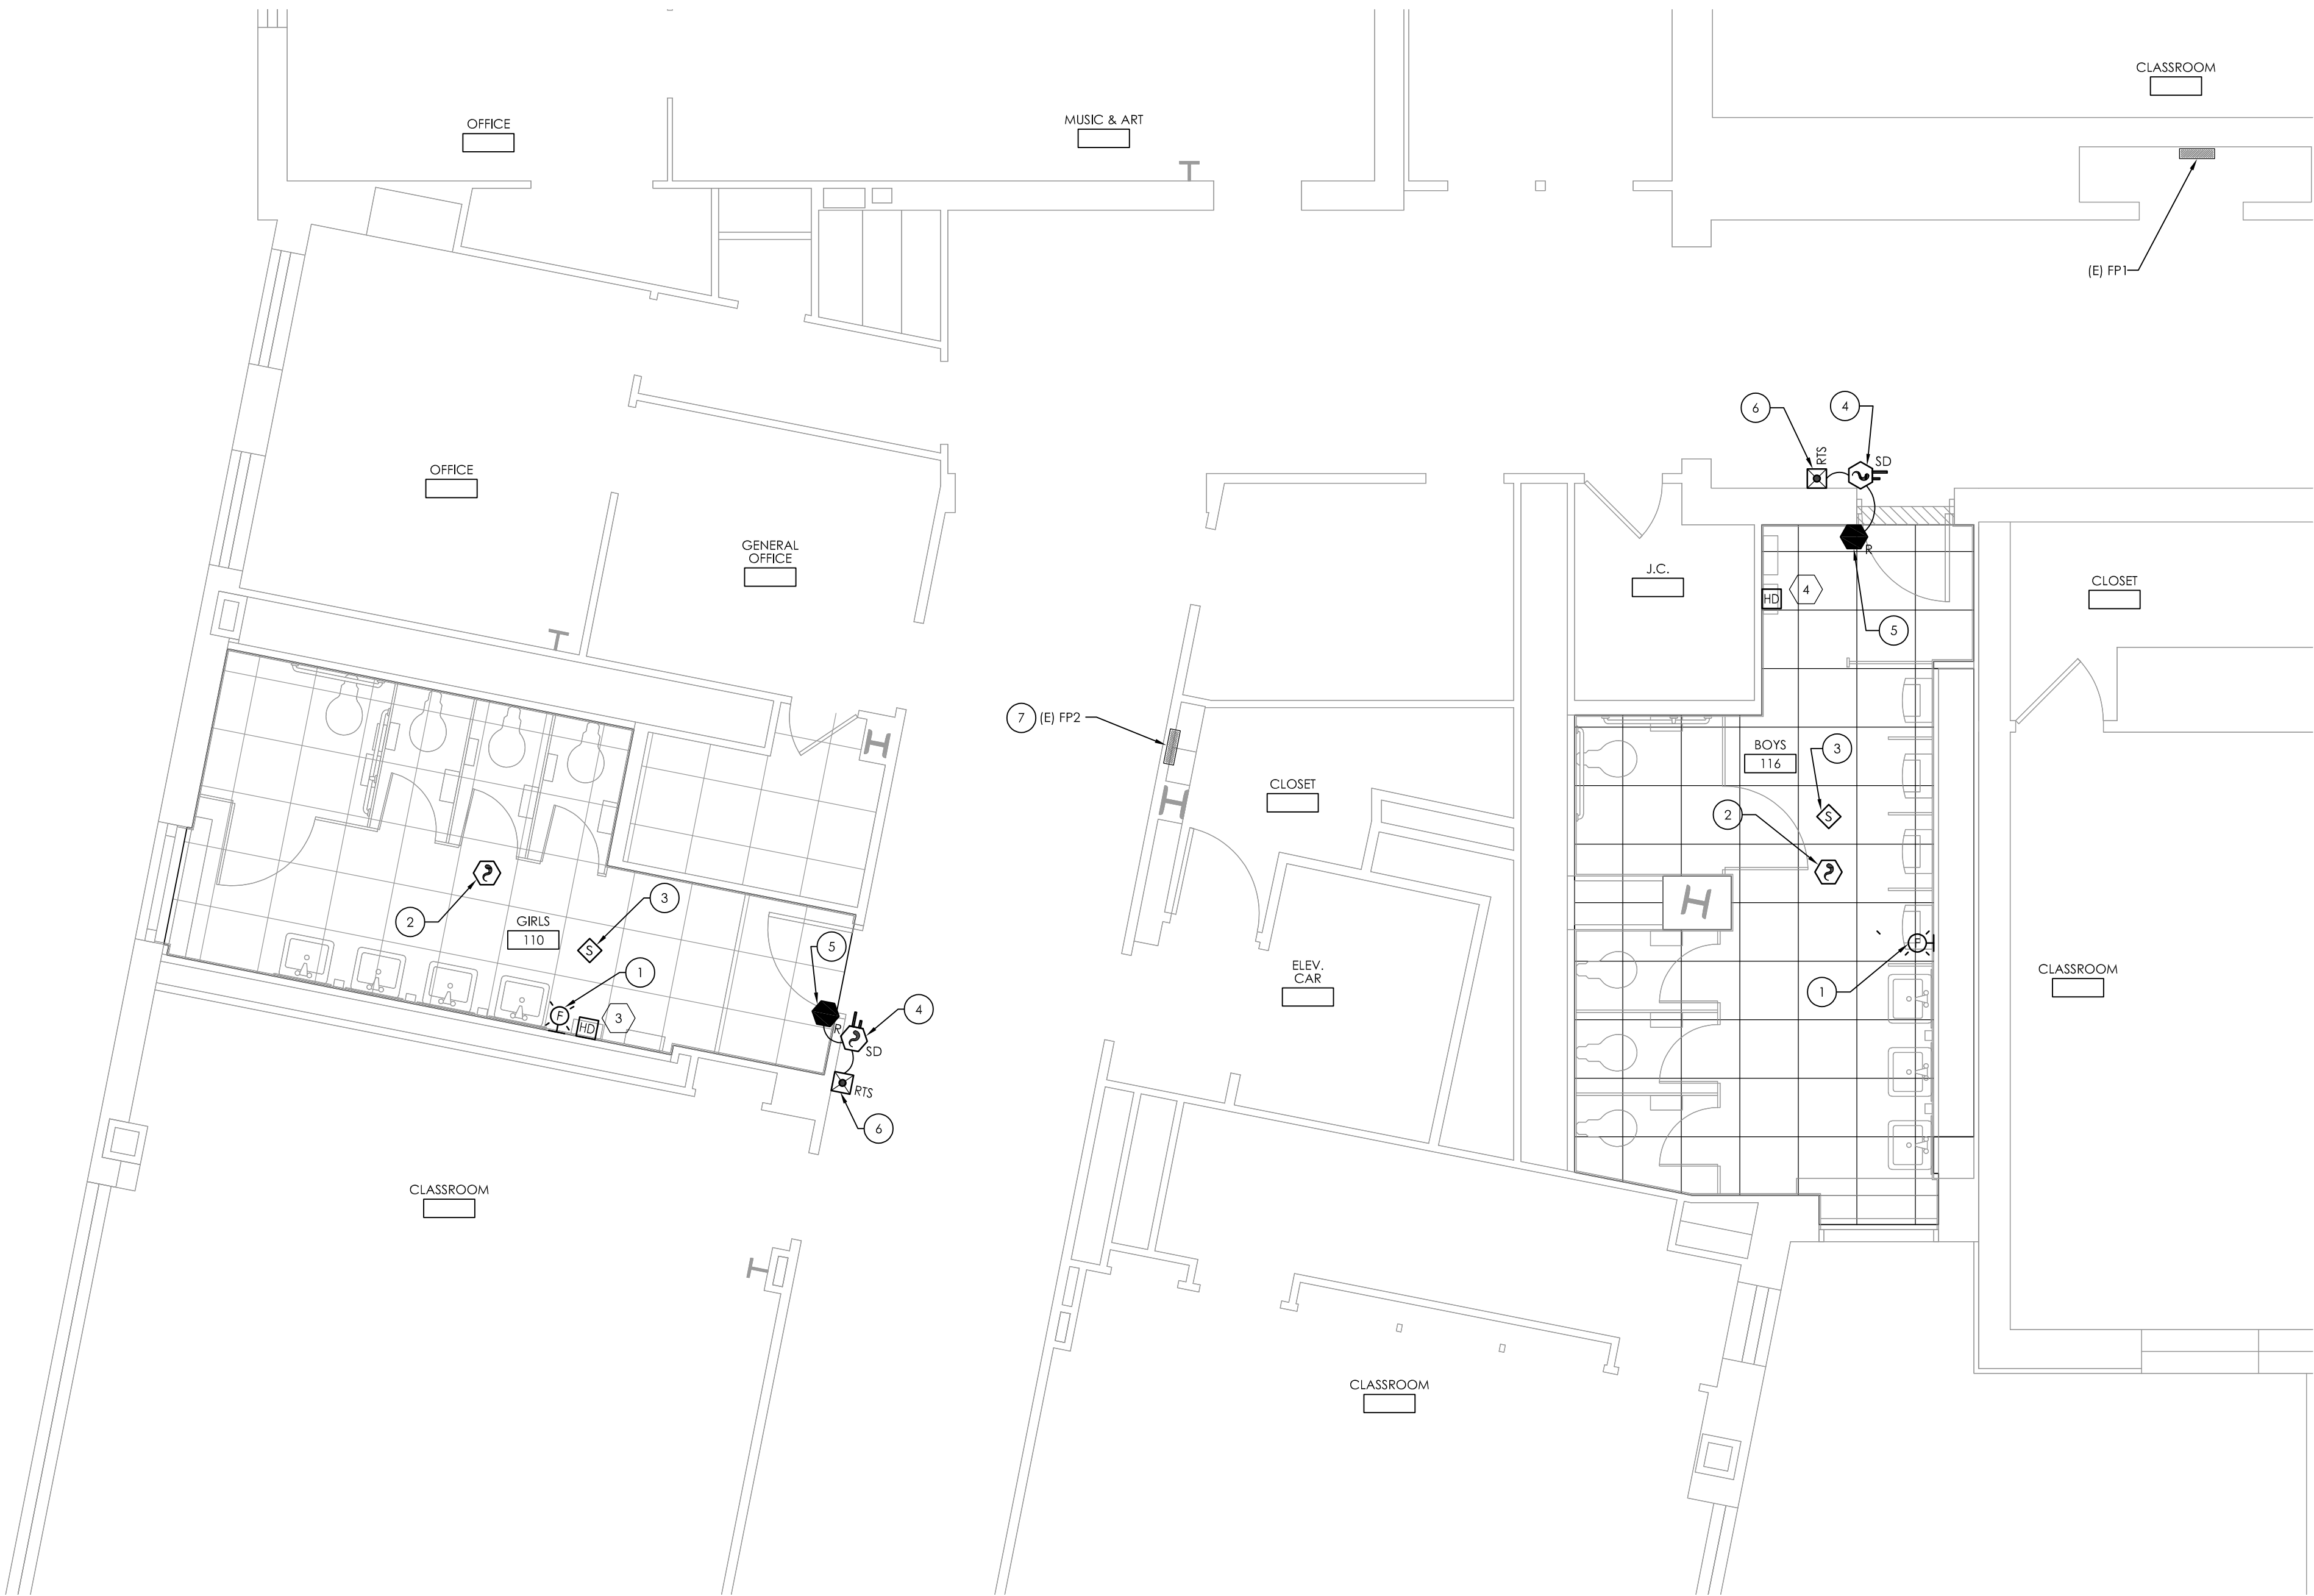 CLASSROOM
OFFICE
MUSIC & ART
(E) FP1
6
4
RTS
SD
OFFICE
GENERAL
OFFICE
R
J.C.
4
HD
CLOSET
5
7 (E) FP2
BOYS
116
3
CLOSET
S
2
2
GIRLS
110
3
S
5
F
1
ELEV.
CAR
CLASSROOM
1
F
HD
3
R
4
SD
RTS
6
CLASSROOM
CLASSROOM